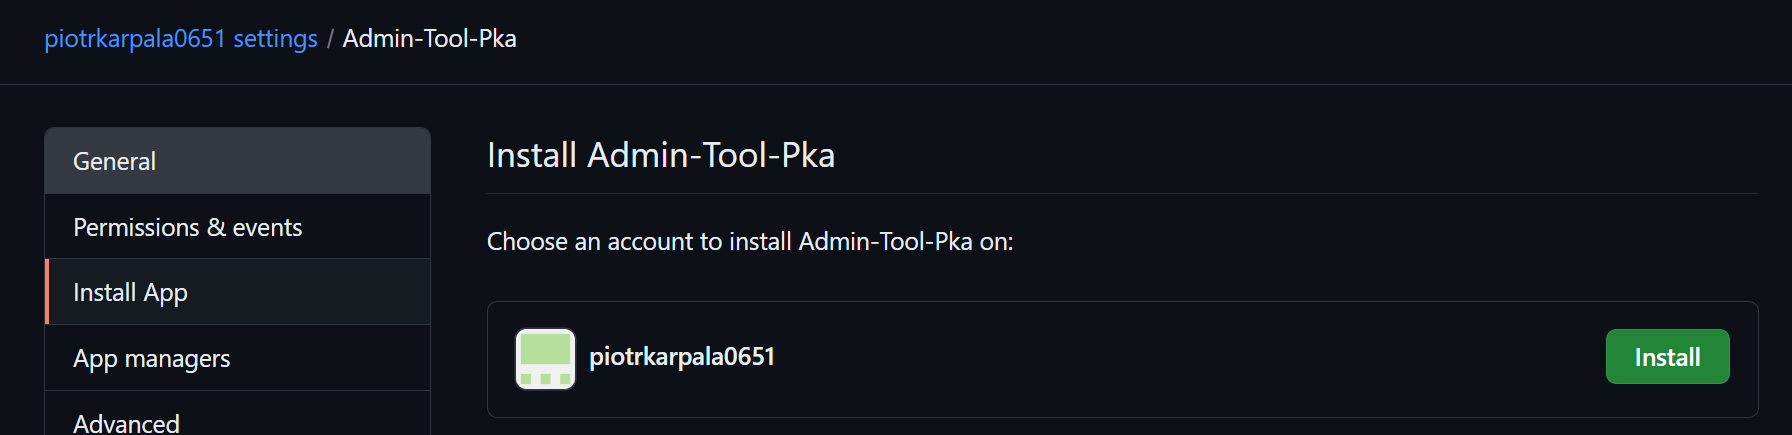 piotrkarpala0651 settings / Admin-Tool-Pka
General
Permissions & events
Install App
App managers
Advanced
Install Admin-Tool-Pka
Choose an account to install Admin-Tool-Pka on:
piotrkarpala0651
Install